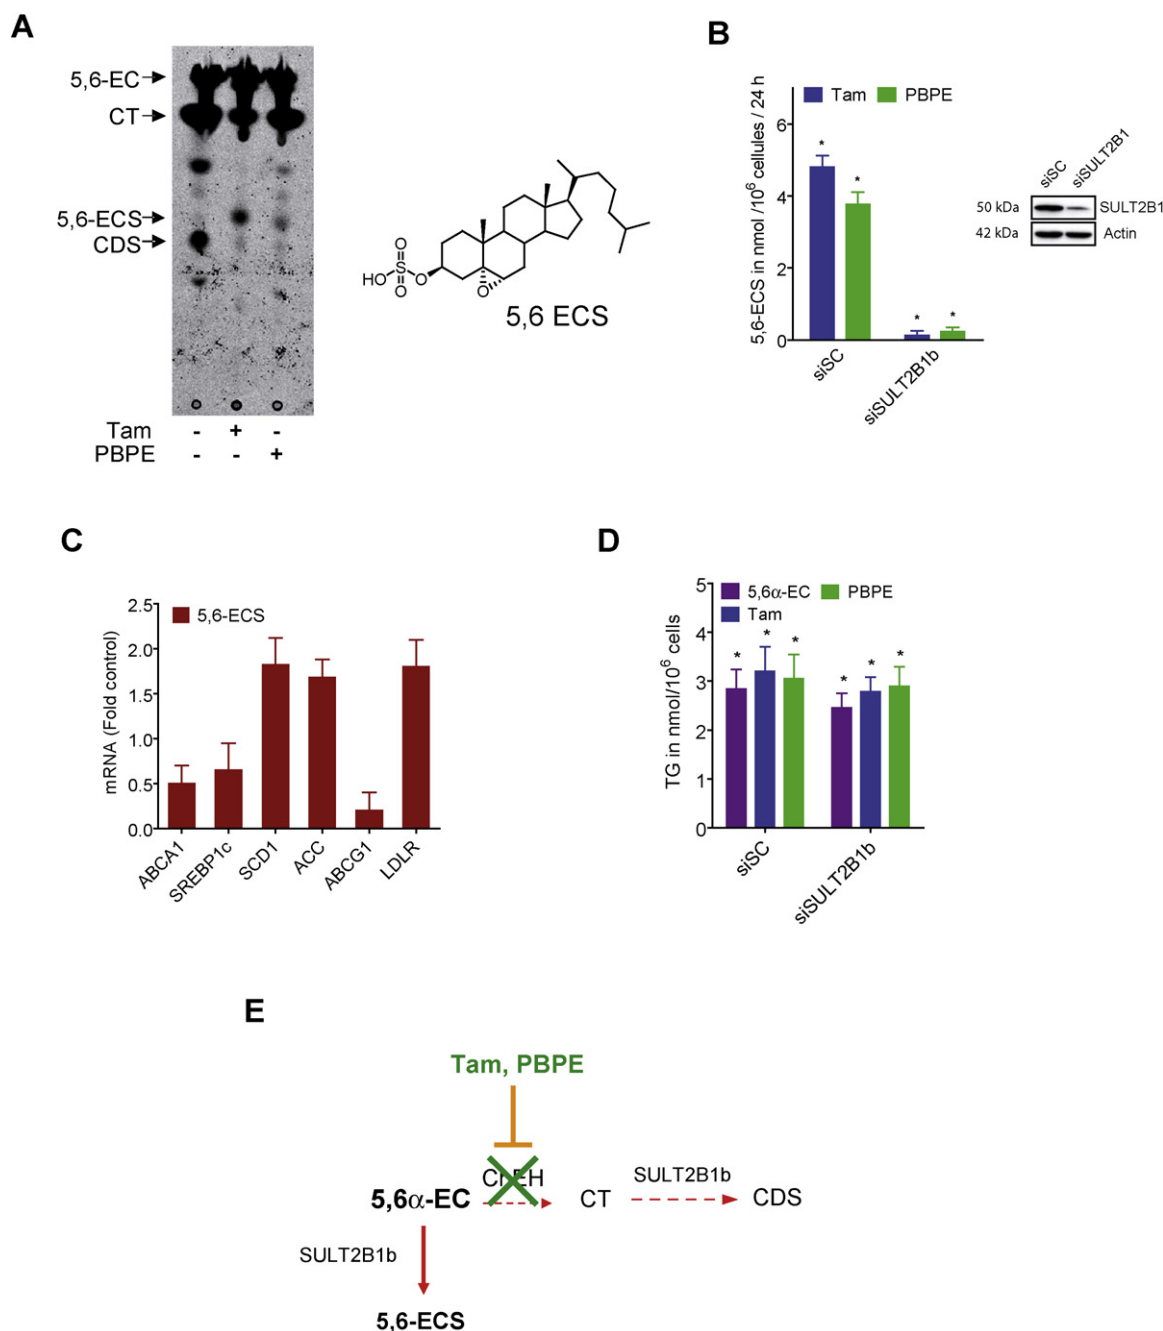 A
5,6-EC
CT
5,6-ECS
CDS
Tam - + -
PBPE - - +
HO
O
S
O
O
O
5,6 ECS
B
5,6-ECS in nmol /10⁶ cellules / 24 h
Tam PBPE
6
4
2
0
* * * *
siSC
siSULT2B1b
siSC siSULT2B1
50 kDa SULT2B1
42 kDa Actin
C
mRNA (Fold control)
5,6-ECS
2.5
2.0
1.5
1.0
0.5
0.0
ABCA1
SREBP1c
SCD1
ACC
ABCG1
LDLR
D
TG in nmol/10⁶ cells
5,6α-EC PBPE
Tam
5
4
3
2
1
0
* * * * * *
siSC
siSULT2B1b
E
Tam, PBPE
ChEH
5,6α-EC CT SULT2B1b CDS
SULT2B1b
5,6-ECS